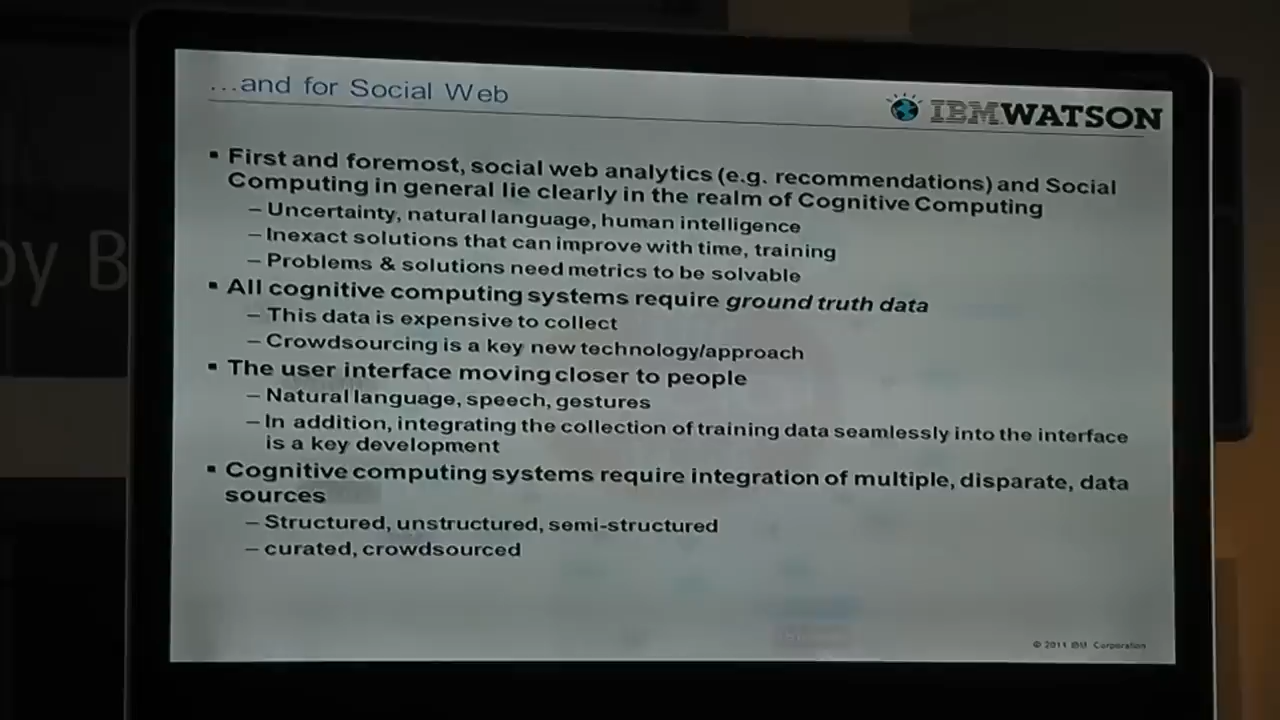 ...and for Social Web
IBM WATSON
▪ First and foremost, social web analytics (e.g. recommendations) and Social
Computing in general lie clearly in the realm of Cognitive Computing
– Uncertainty, natural language, human intelligence
– Inexact solutions that can improve with time, training
– Problems & solutions need metrics to be solvable
▪ All cognitive computing systems require ground truth data
– This data is expensive to collect
– Crowdsourcing is a key new technology/approach
▪ The user interface moving closer to people
– Natural language, speech, gestures
– In addition, integrating the collection of training data seamlessly into the interface
is a key development
▪ Cognitive computing systems require integration of multiple, disparate, data
sources
– Structured, unstructured, semi-structured
– curated, crowdsourced
© 2011 IBM Corporation
by B